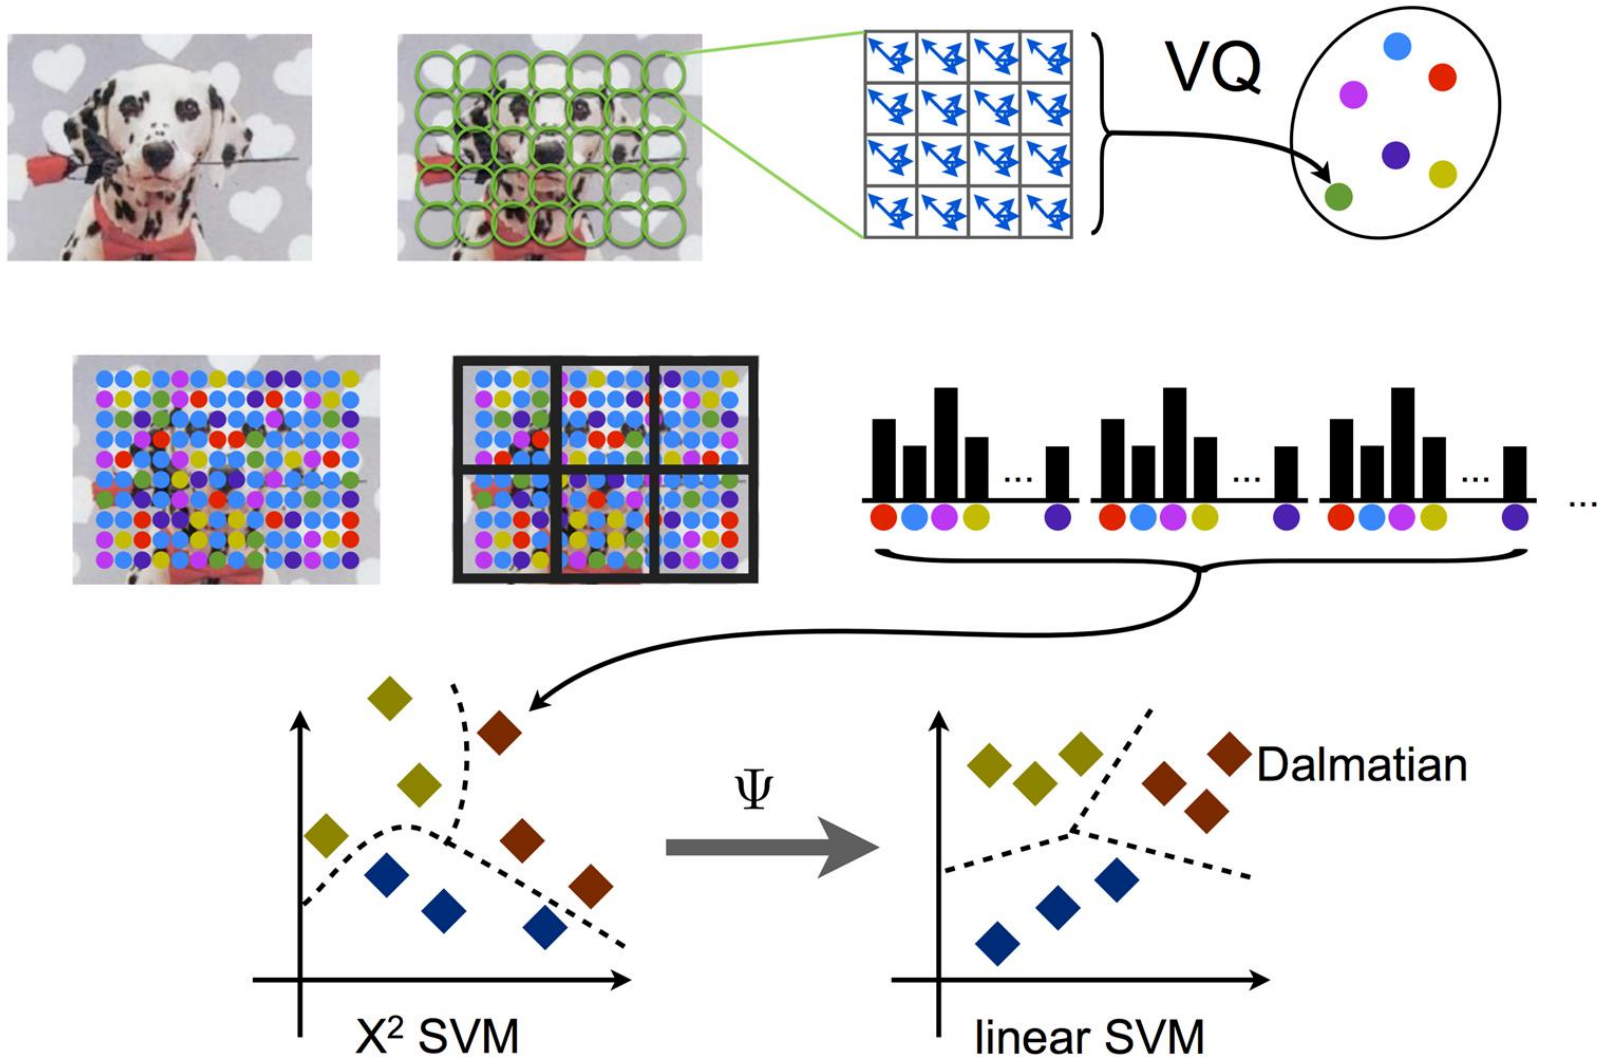 VQ
...
...
...
...
Ψ
Dalmatian
X² SVM
linear SVM